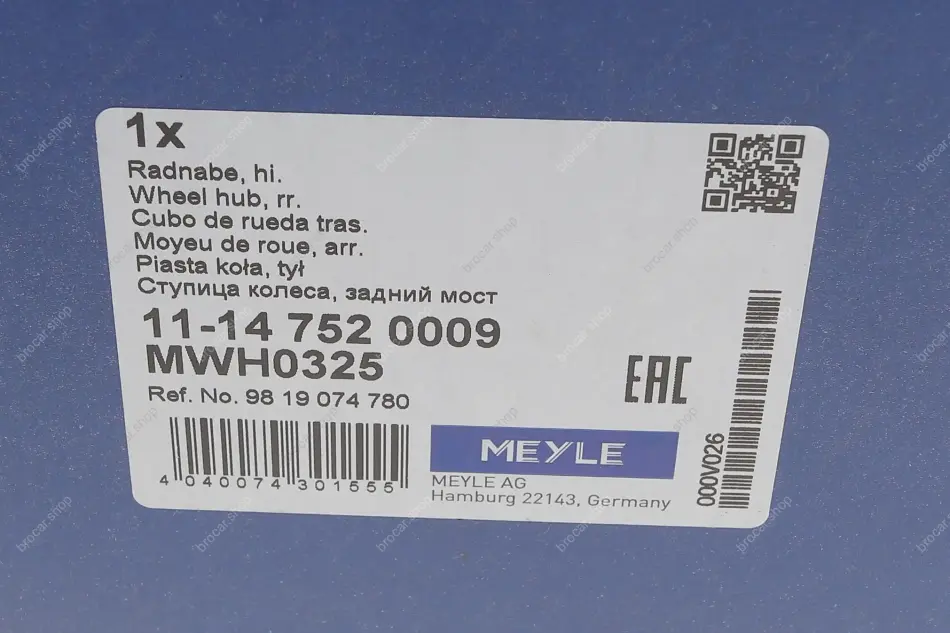 1x
Radnabe, hi.
Wheel hub, rr.
Cubo de rueda tras.
Moyeu de roue, arr.
Piasta koła, tył
Ступица колеса, задний мост
11-14 752 0009
MWH0325
Ref. No. 98 19 074 780
EAC
4 040074 301555
MEYLE
MEYLE AG
Hamburg 22143, Germany
000V026
brocar.shop